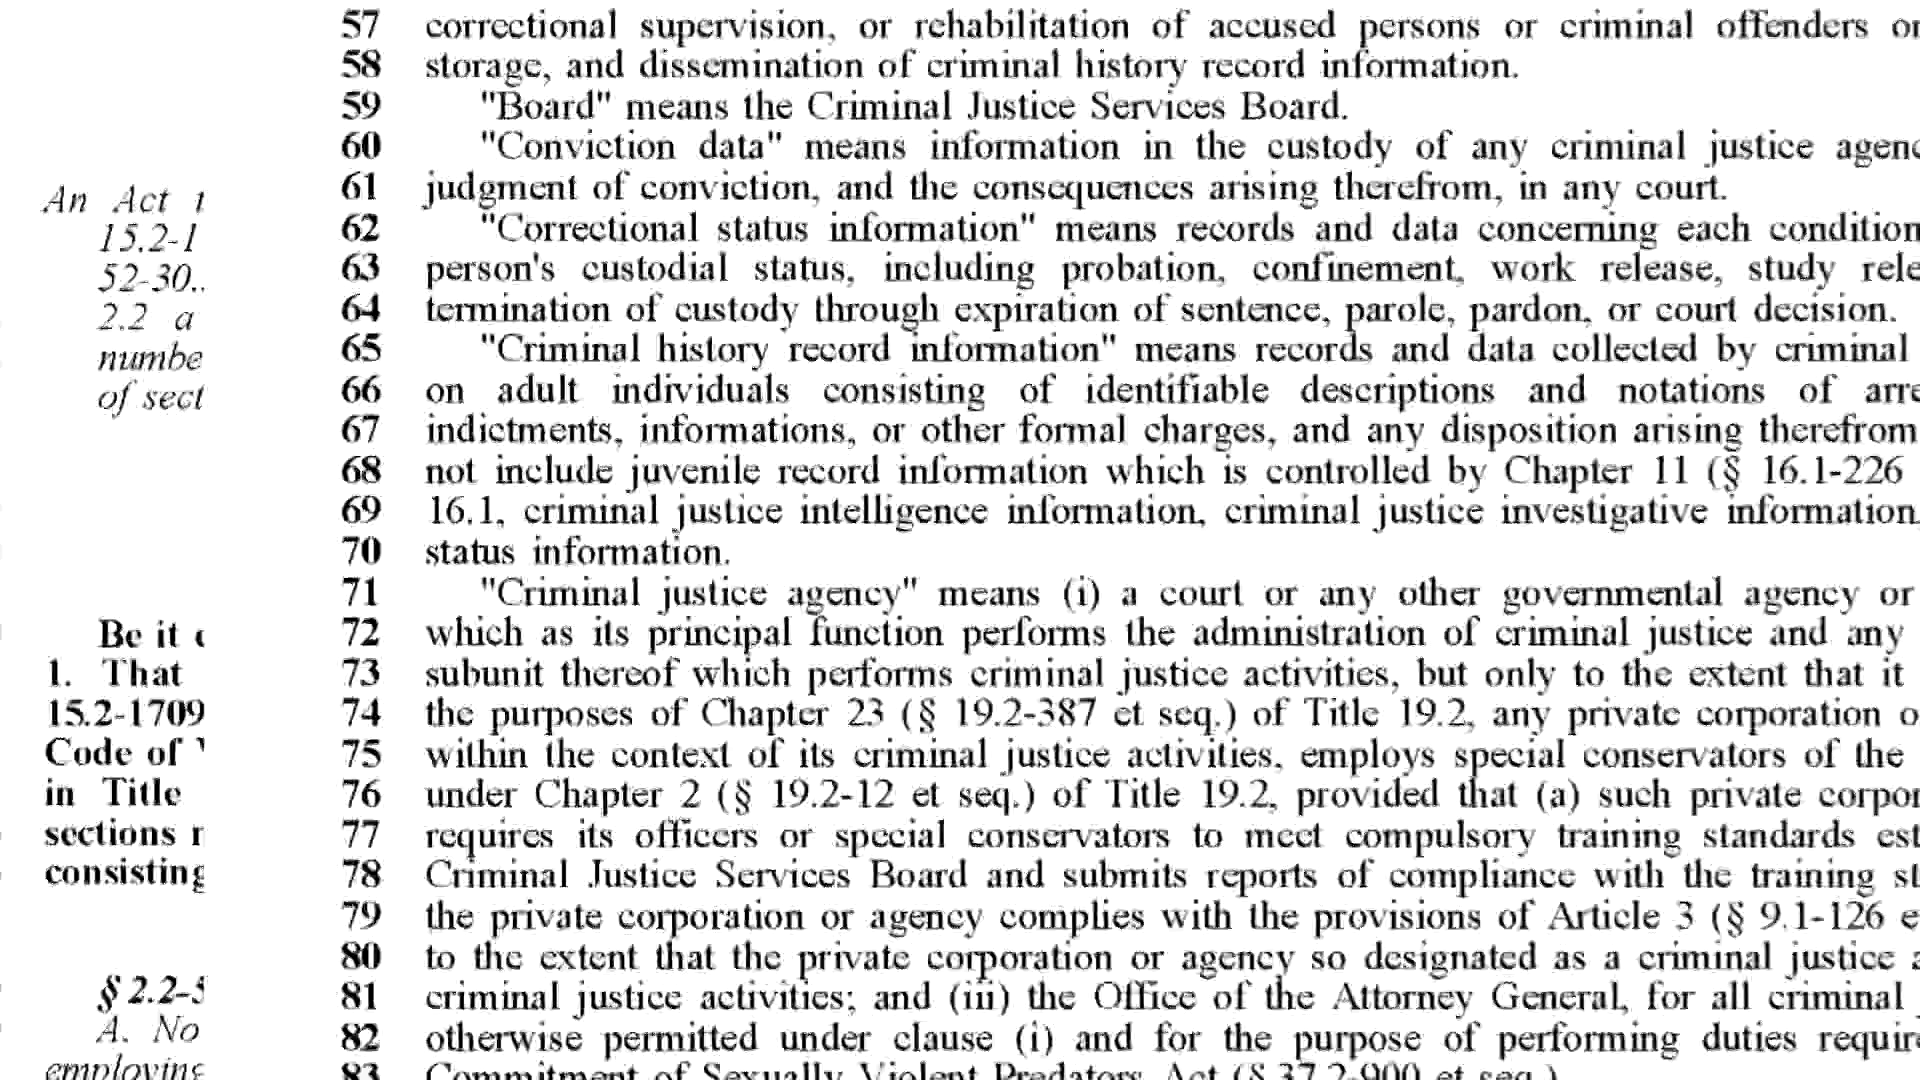 An Act
15.2-1
52-30..
2.2 a
numbe
of sect
Be it
1. That
15.2-1709
Code of
in Title
sections r
consisting
§ 2.2-5
A. No
employing
57 correctional supervision, or rehabilitation of accused persons or criminal offenders or
58 storage, and dissemination of criminal history record information.
59 "Board" means the Criminal Justice Services Board.
60 "Conviction data" means information in the custody of any criminal justice agenc
61 judgment of conviction, and the consequences arising therefrom, in any court.
62 "Correctional status information" means records and data concerning each condition
63 person's custodial status, including probation, confinement, work release, study rele
64 termination of custody through expiration of sentence, parole, pardon, or court decision.
65 "Criminal history record information" means records and data collected by criminal
66 on adult individuals consisting of identifiable descriptions and notations of arre
67 indictments, informations, or other formal charges, and any disposition arising therefrom
68 not include juvenile record information which is controlled by Chapter 11 (§ 16.1-226
69 16.1, criminal justice intelligence information, criminal justice investigative information,
70 status information.
71 "Criminal justice agency" means (i) a court or any other governmental agency or
72 which as its principal function performs the administration of criminal justice and any
73 subunit thereof which performs criminal justice activities, but only to the extent that it
74 the purposes of Chapter 23 (§ 19.2-387 et seq.) of Title 19.2, any private corporation o
75 within the context of its criminal justice activities, employs special conservators of the
76 under Chapter 2 (§ 19.2-12 et seq.) of Title 19.2, provided that (a) such private corpor
77 requires its officers or special conservators to meet compulsory training standards est
78 Criminal Justice Services Board and submits reports of compliance with the training st
79 the private corporation or agency complies with the provisions of Article 3 (§ 9.1-126 e
80 to the extent that the private corporation or agency so designated as a criminal justice a
81 criminal justice activities; and (iii) the Office of the Attorney General, for all criminal
82 otherwise permitted under clause (i) and for the purpose of performing duties require
83 Commitment of Sexually Violent Predators Act (§ 37.2-900 et seq.)